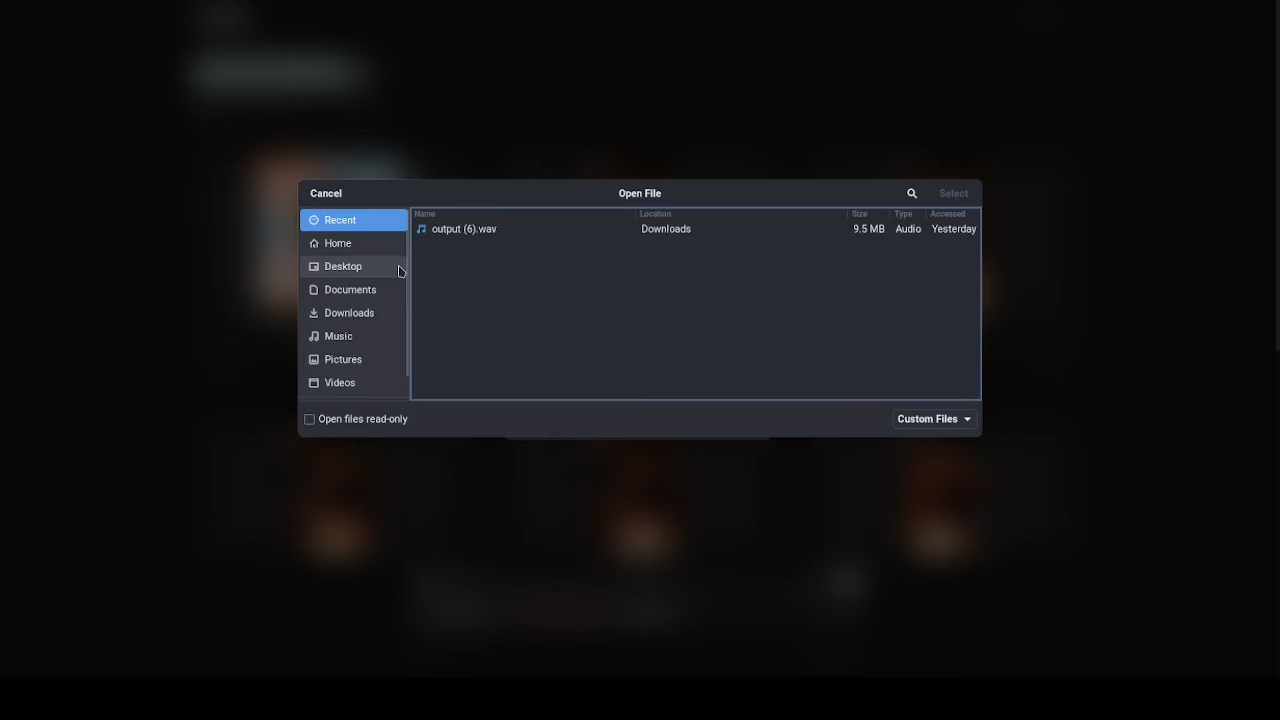 Cancel Open File Select
Recent
Home
Desktop
Documents
Downloads
Music
Pictures
Videos
Name Location Size Type Accessed
output (6).wav Downloads 9.5 MB Audio Yesterday
Open files read-only Custom Files